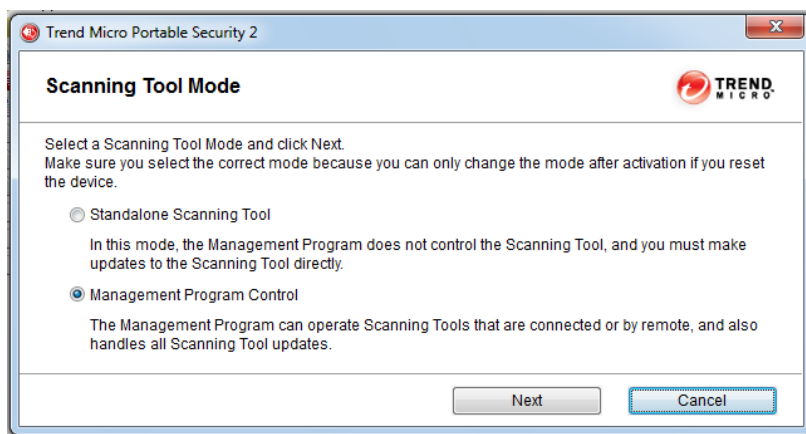 Trend Micro Portable Security 2
Scanning Tool Mode
TREND
MICRO
Select a Scanning Tool Mode and click Next.
Make sure you select the correct mode because you can only change the mode after activation if you reset
the device.
Standalone Scanning Tool
In this mode, the Management Program does not control the Scanning Tool, and you must make
updates to the Scanning Tool directly.
Management Program Control
The Management Program can operate Scanning Tools that are connected or by remote, and also
handles all Scanning Tool updates.
Next
Cancel